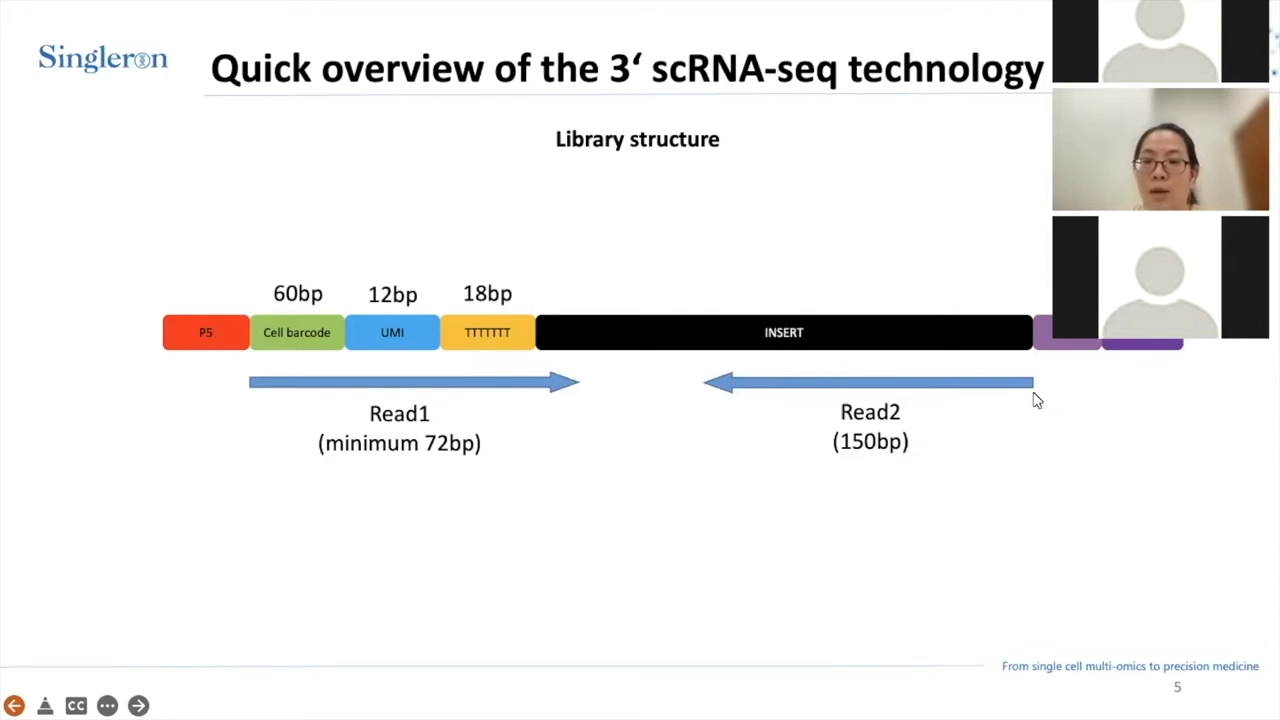 Singleron
Quick overview of the 3‘ scRNA-seq technology
Library structure
60bp
12bp
18bp
P5
Cell barcode
UMI
TTTTTTT
INSERT
Read1
(minimum 72bp)
Read2
(150bp)
From single cell multi-omics to precision medicine
5
CC